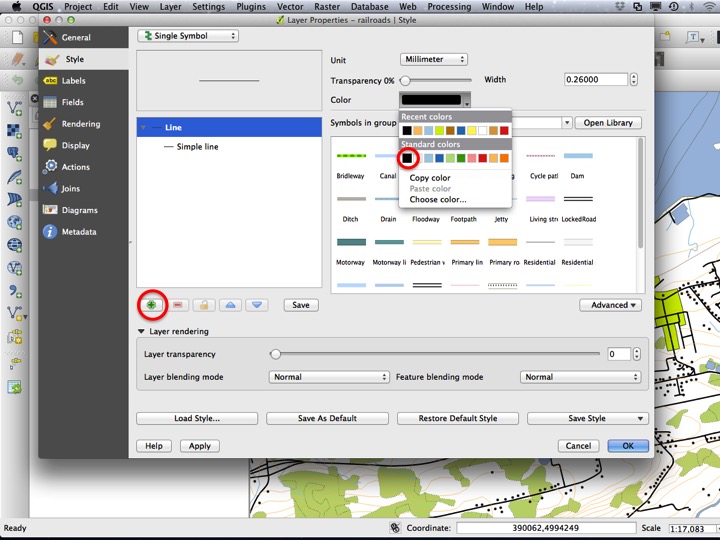 QGIS Project Edit View Layer Settings Plugins Vector Raster Database Web Processing Window Help
Layer Properties - railroads | Style
General
Style
Labels
Fields
Rendering
Display
Actions
Joins
Diagrams
Metadata
Single Symbol
Unit Millimeter
Transparency 0% Width 0.26000
Color
Line
Simple line
Symbols in group Open Library
Recent colors
Standard colors
Copy color
Paste color
Choose color...
Bridleway Canal Cycle path Dam
Ditch Drain Floodway Footpath Jetty Living stre LockedRoad
Motorway Motorway li Pedestrian w Primary lin Primary ro Residential Residential
Save
Advanced
Layer rendering
Layer transparency 0
Layer blending mode Normal Feature blending mode Normal
Load Style... Save As Default Restore Default Style Save Style
Help Apply Cancel OK
Ready Coordinate: 390062,4994249 Scale 1:17,083